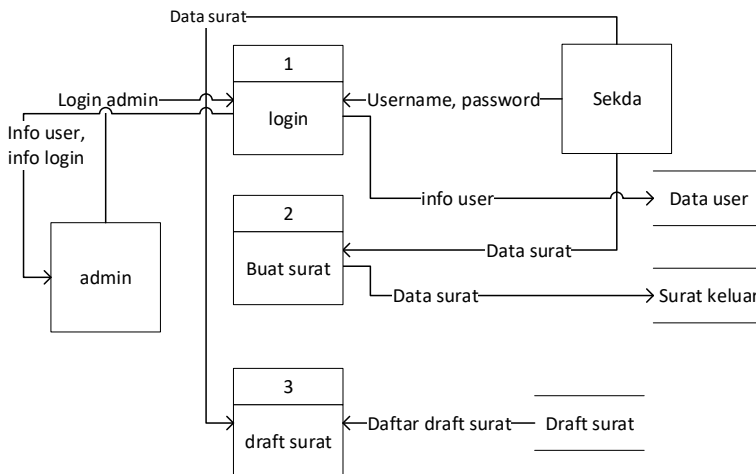 Data surat
1
login
Login admin
Username, password
Sekda
Info user,
info login
info user
Data user
2
Buat surat
Data surat
admin
Data surat
Surat keluar
3
draft surat
Daftar draft surat
Draft surat